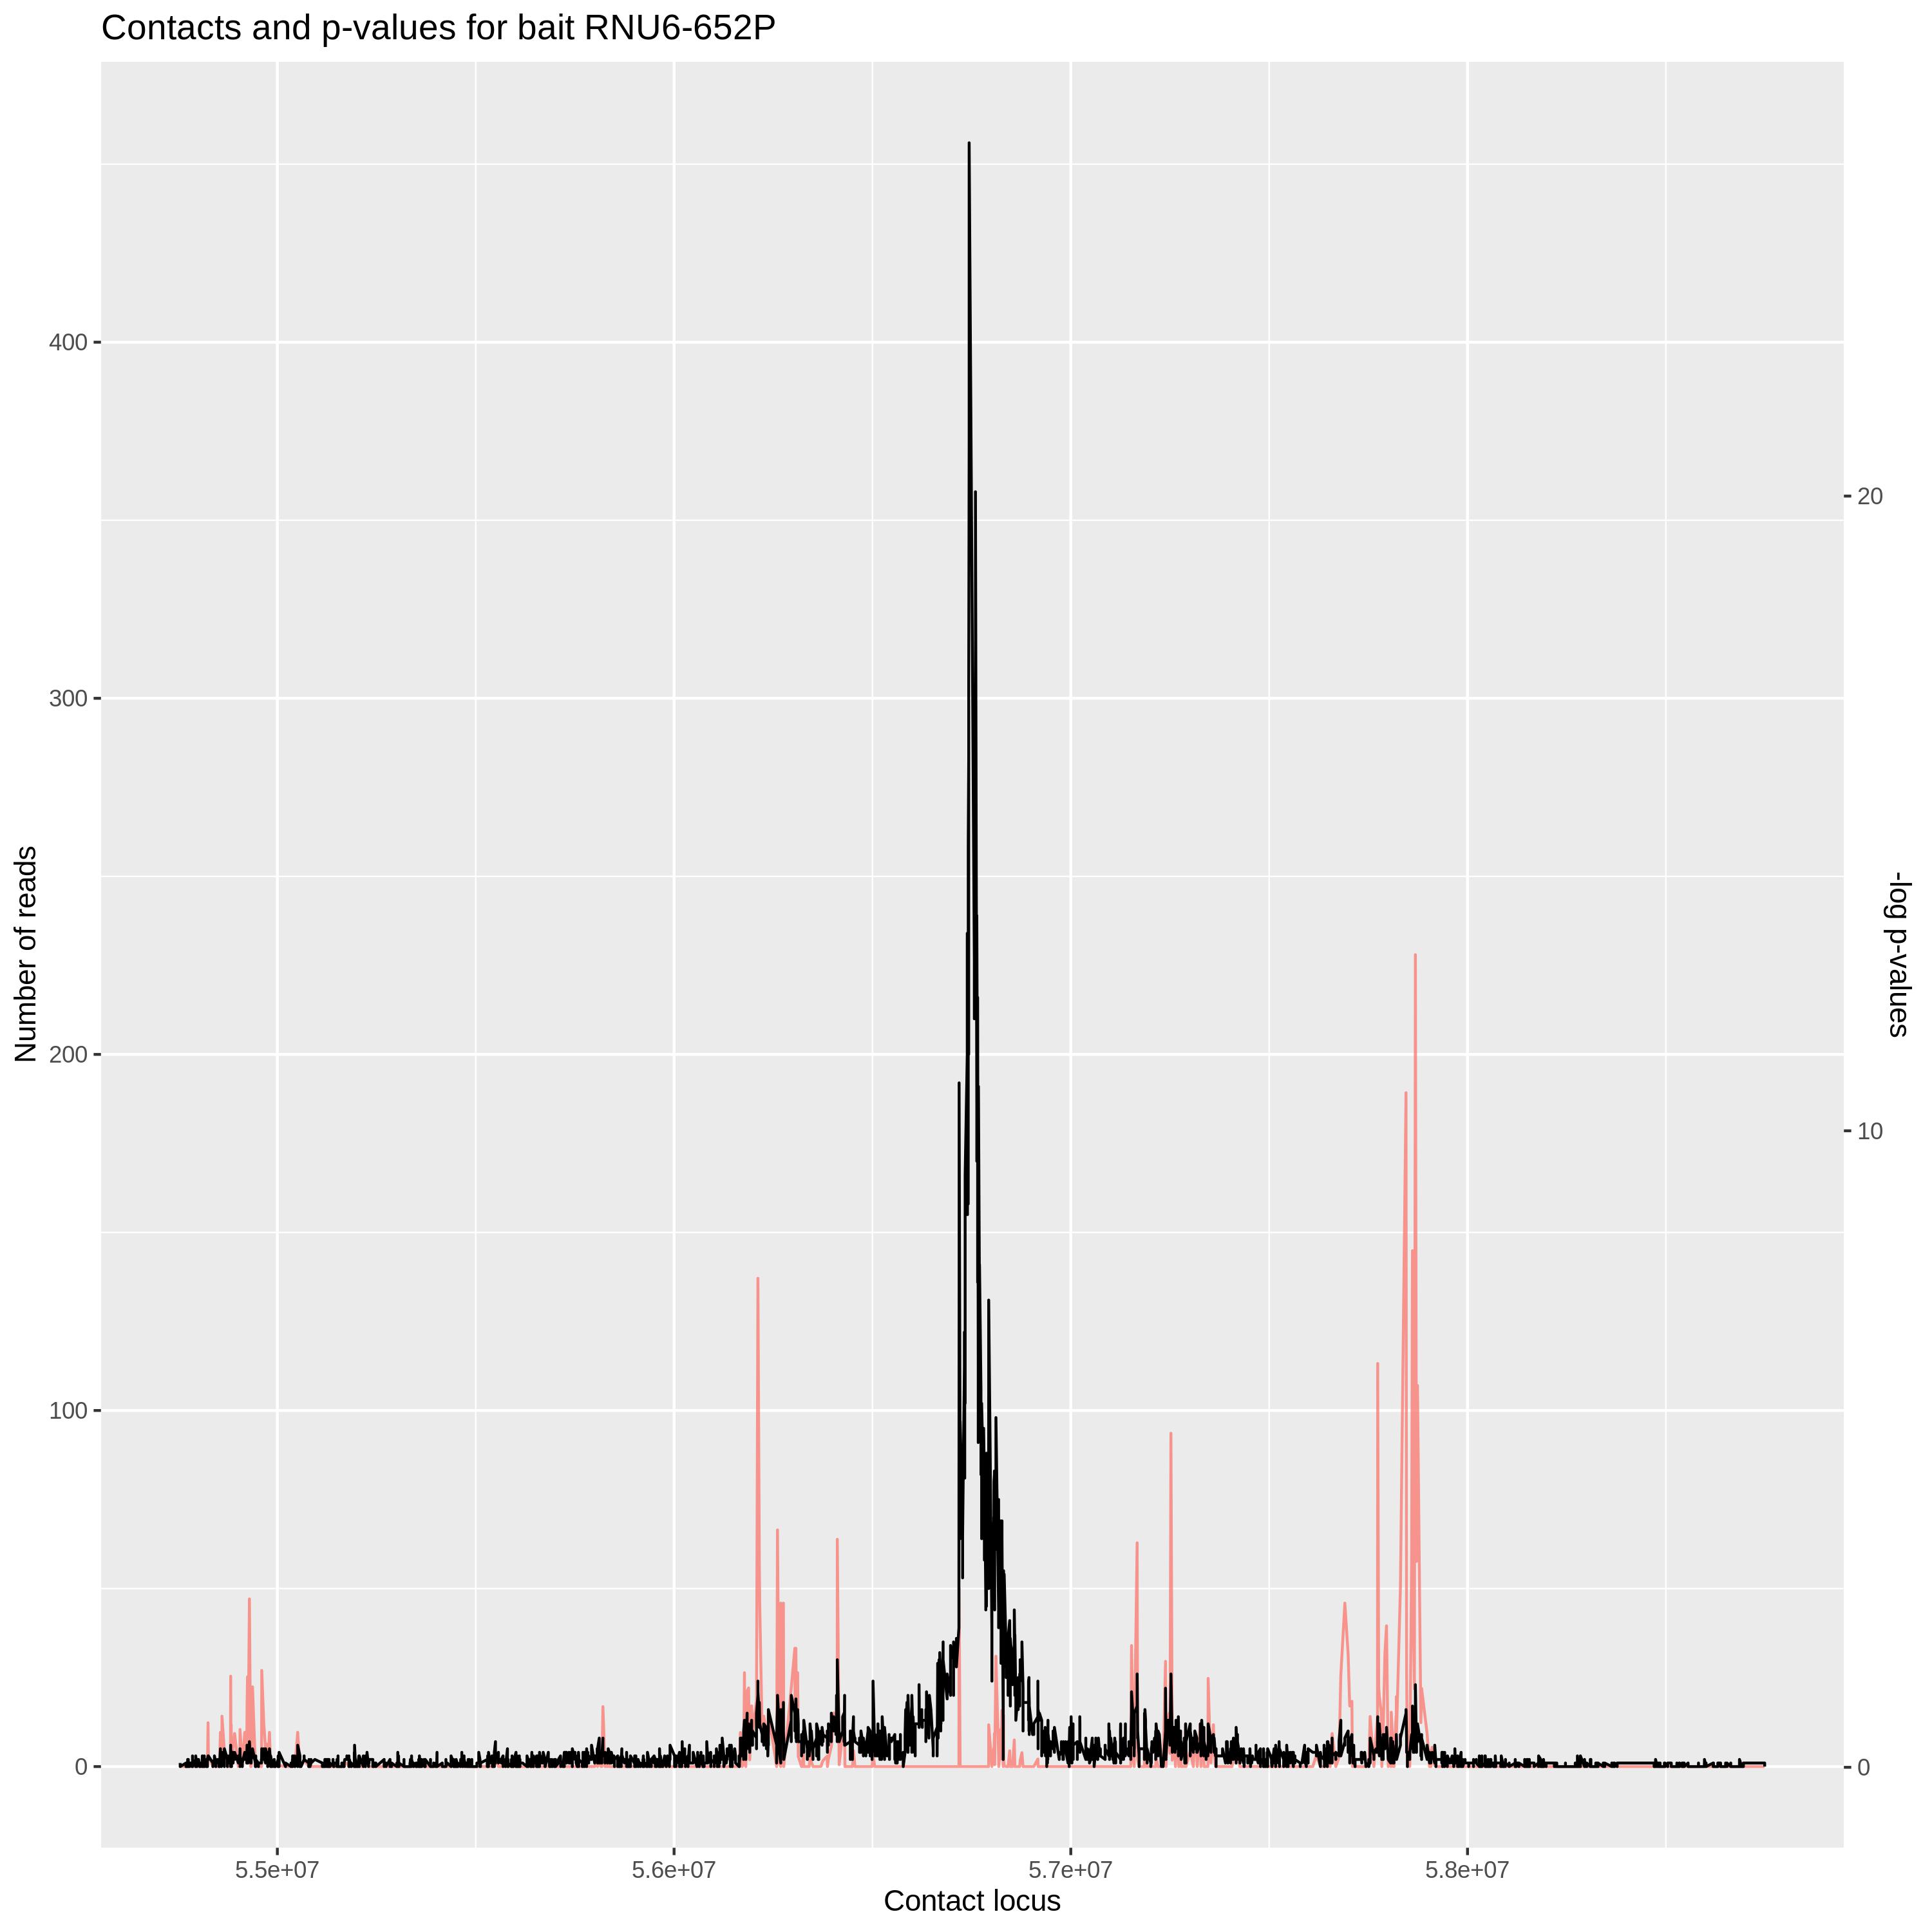 Contacts and p-values for bait RNU6-652P
400
300
200
100
0
Number of reads
20
10
0
-log p-values
5.5e+07
5.6e+07
5.7e+07
5.8e+07
Contact locus